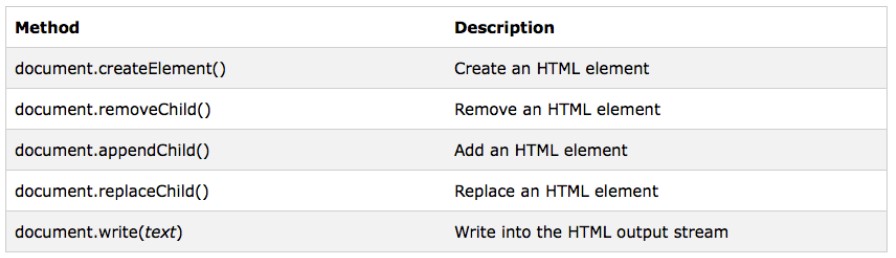 Method Description
document.createElement() Create an HTML element
document.removeChild() Remove an HTML element
document.appendChild() Add an HTML element
document.replaceChild() Replace an HTML element
document.write(text) Write into the HTML output stream